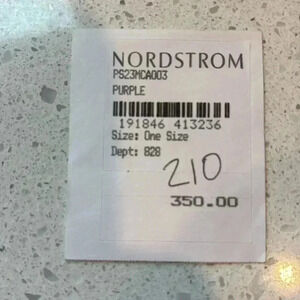 NORDSTROM
PS23MCA003
PURPLE
191846 413236
Size: One Size
Dept: 828
210
350.00